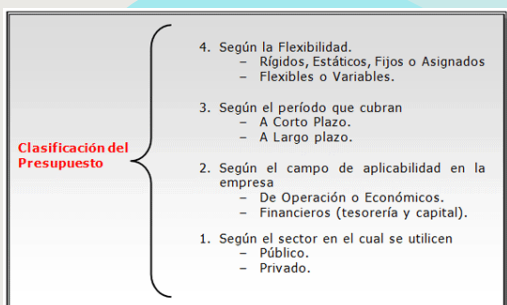 Clasificación del
Presupuesto
4. Según la Flexibilidad.
– Rígidos, Estáticos, Fijos o Asignados
– Flexibles o Variables.
3. Según el período que cubran
– A Corto Plazo.
– A Largo plazo.
2. Según el campo de aplicabilidad en la
empresa
– De Operación o Económicos.
– Financieros (tesorería y capital).
1. Según el sector en el cual se utilicen
– Público.
– Privado.